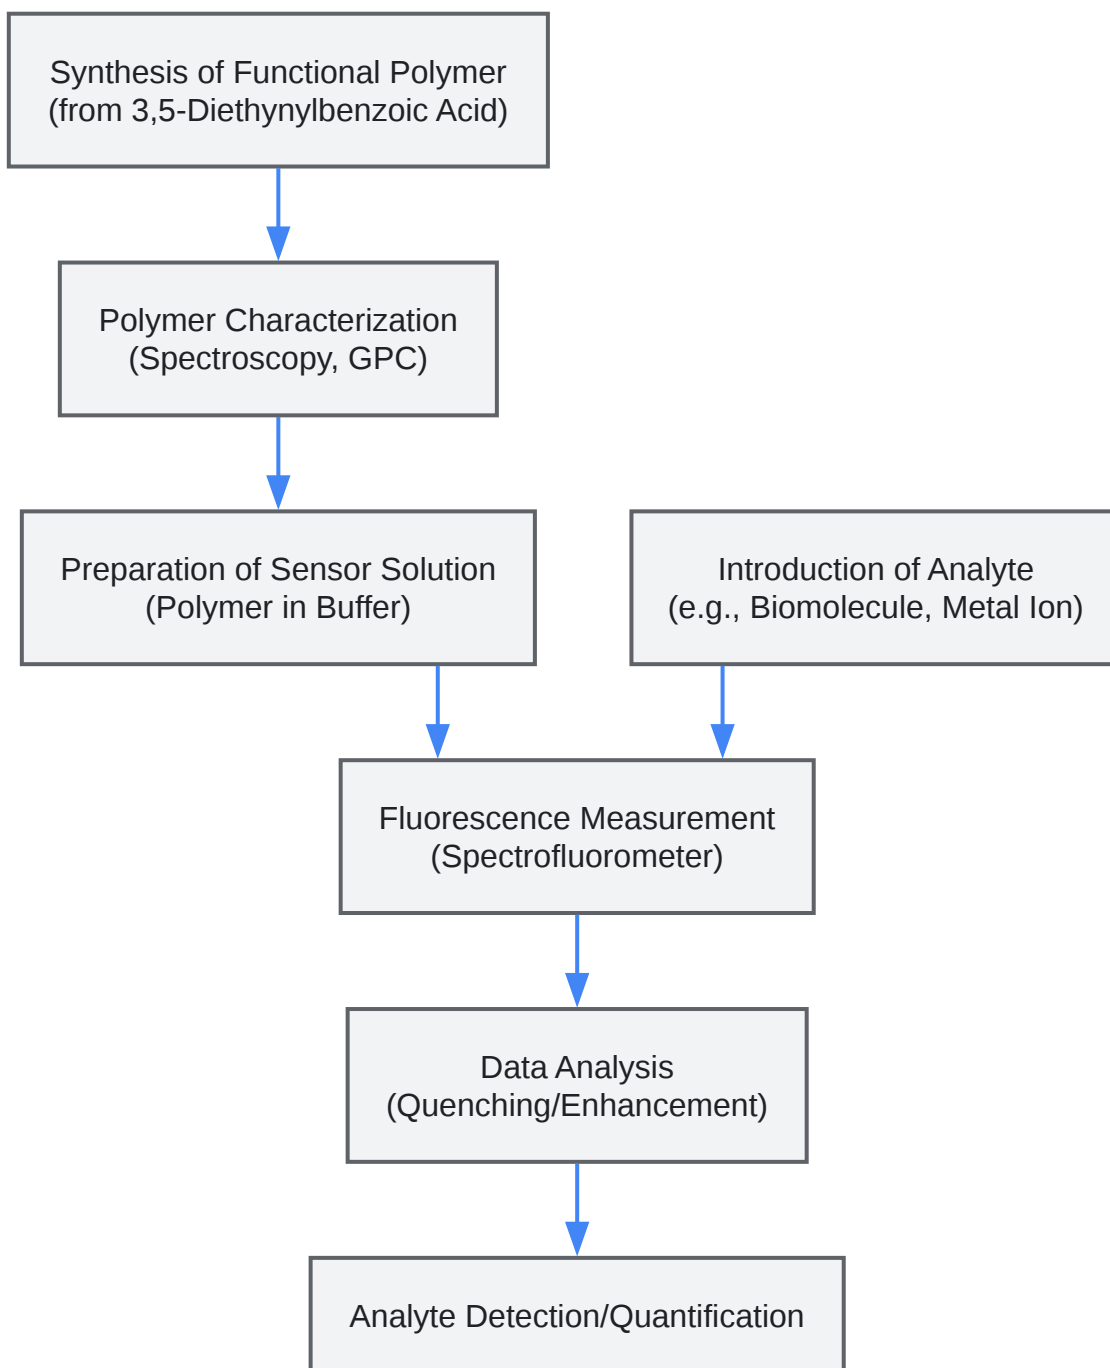 Synthesis of Functional Polymer
(from 3,5-Diethynylbenzoic Acid)
Polymer Characterization
(Spectroscopy, GPC)
Preparation of Sensor Solution
(Polymer in Buffer)
Introduction of Analyte
(e.g., Biomolecule, Metal Ion)
Fluorescence Measurement
(Spectrofluorometer)
Data Analysis
(Quenching/Enhancement)
Analyte Detection/Quantification